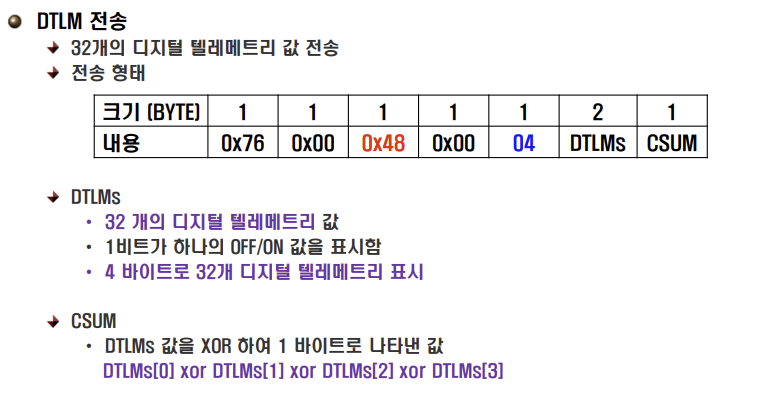 DTLM 전송
32개의 디지털 텔레메트리 값 전송
전송 형태
크기 (BYTE) 1 1 1 1 1 2 1
내용 0x76 0x00 0x48 0x00 04 DTLMs CSUM
DTLMs
• 32 개의 디지털 텔레메트리 값
• 1비트가 하나의 OFF/ON 값을 표시함
• 4 바이트로 32개 디지털 텔레메트리 표시
CSUM
• DTLMs 값을 XOR 하여 1 바이트로 나타낸 값
DTLMs[0] xor DTLMs[1] xor DTLMs[2] xor DTLMs[3]